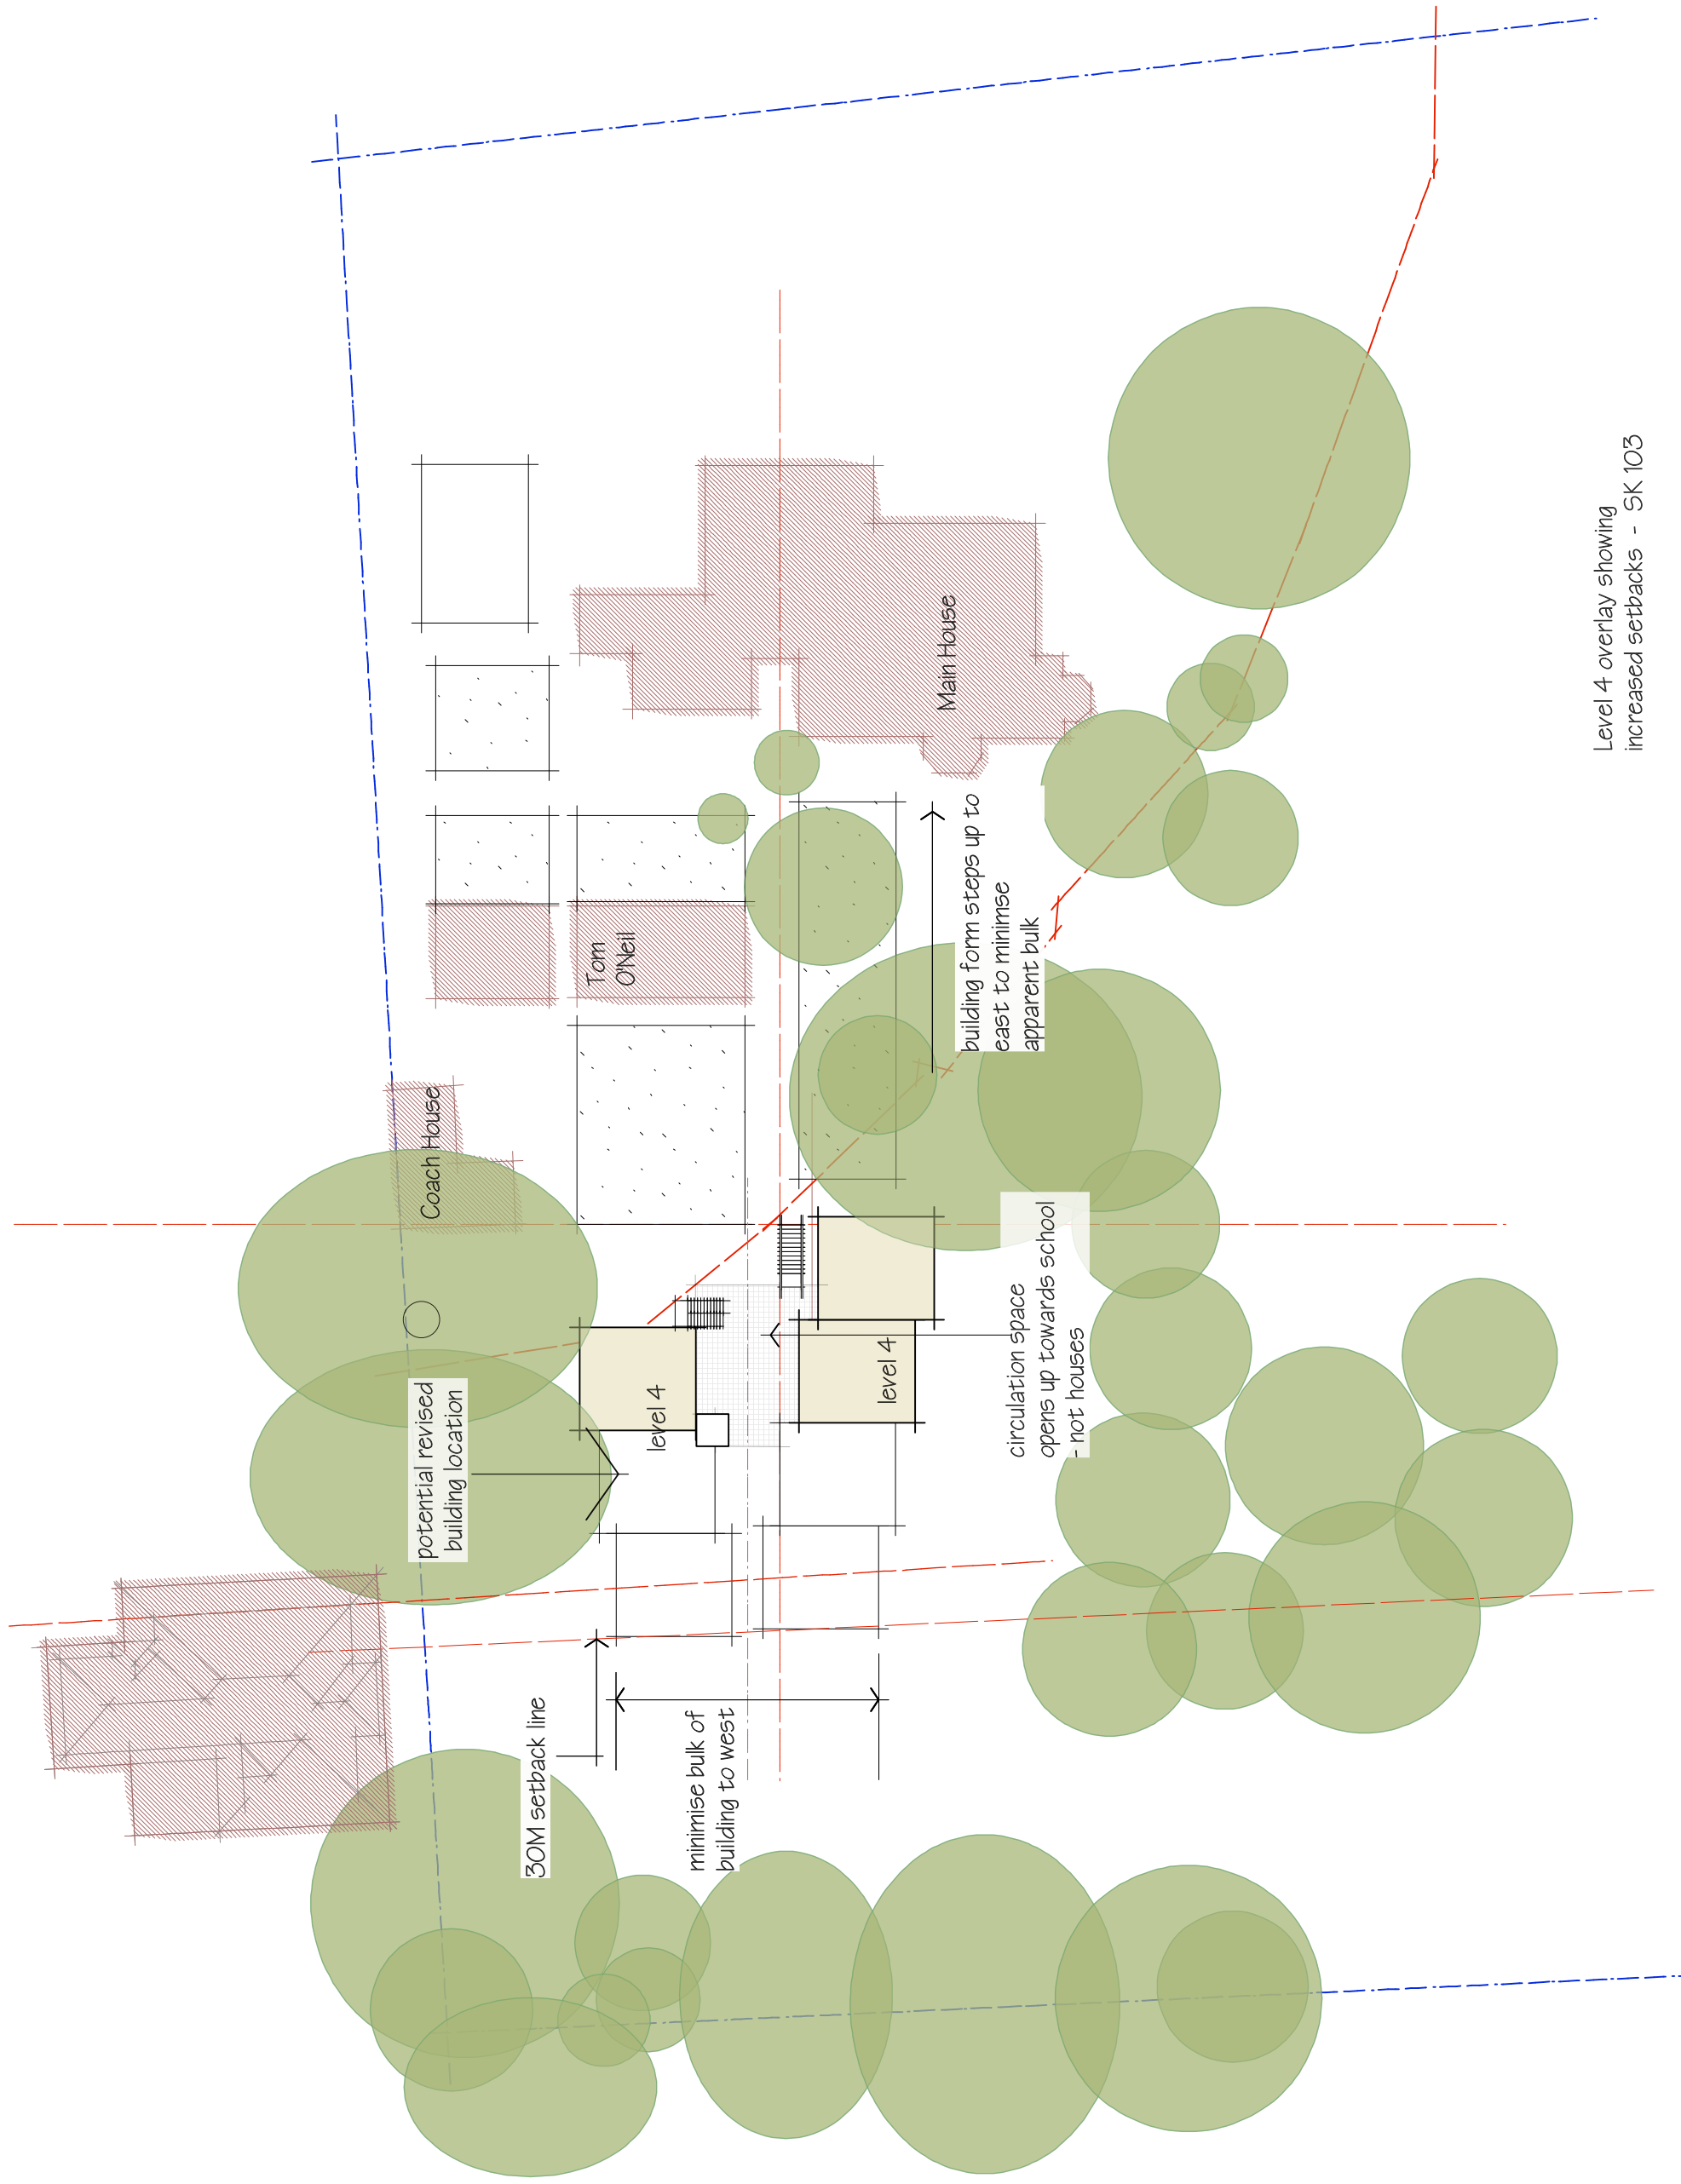 Level 4 overlay showing
increased setbacks - SK 103
Main House
Tom
O'Neil
Coach House
building form steps up to
east to minimse
apparent bulk
potential revised
building location
level 4
level 4
circulation space
opens up towards school
- not houses
30M setback line
minimise bulk of
building to west